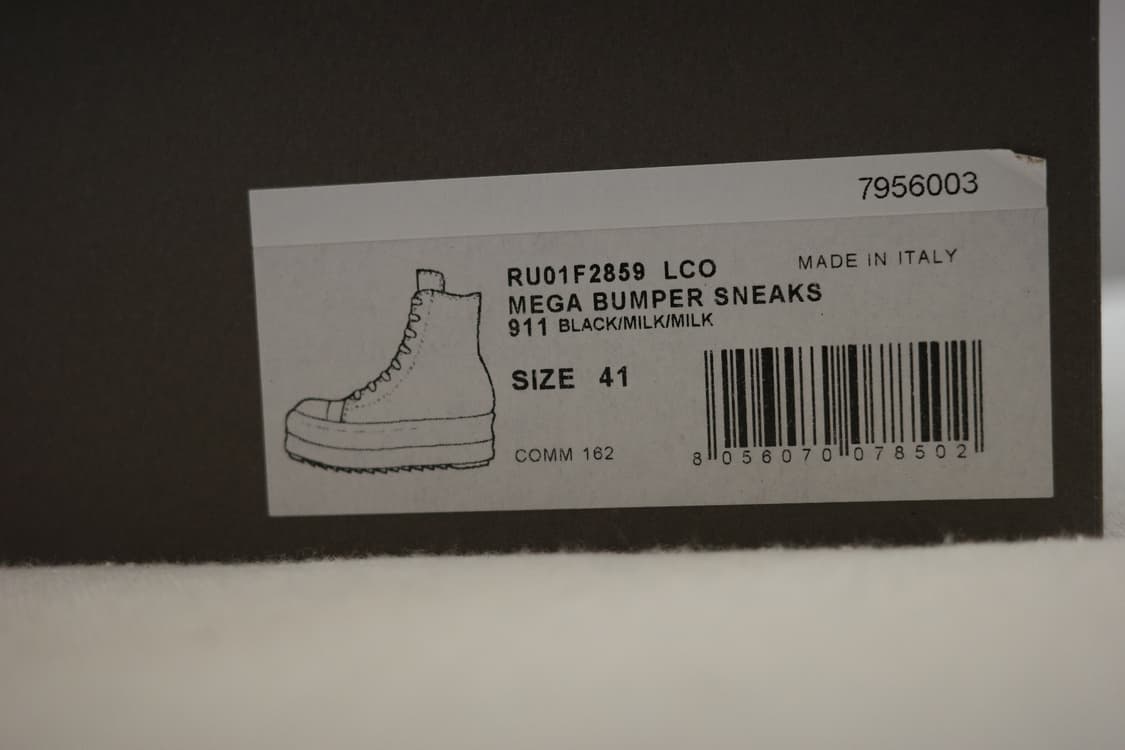 7956003
RU01F2859 LCO
MADE IN ITALY
MEGA BUMPER SNEAKS
911 BLACK/MILK/MILK
SIZE 41
COMM 162
8 056070 078502